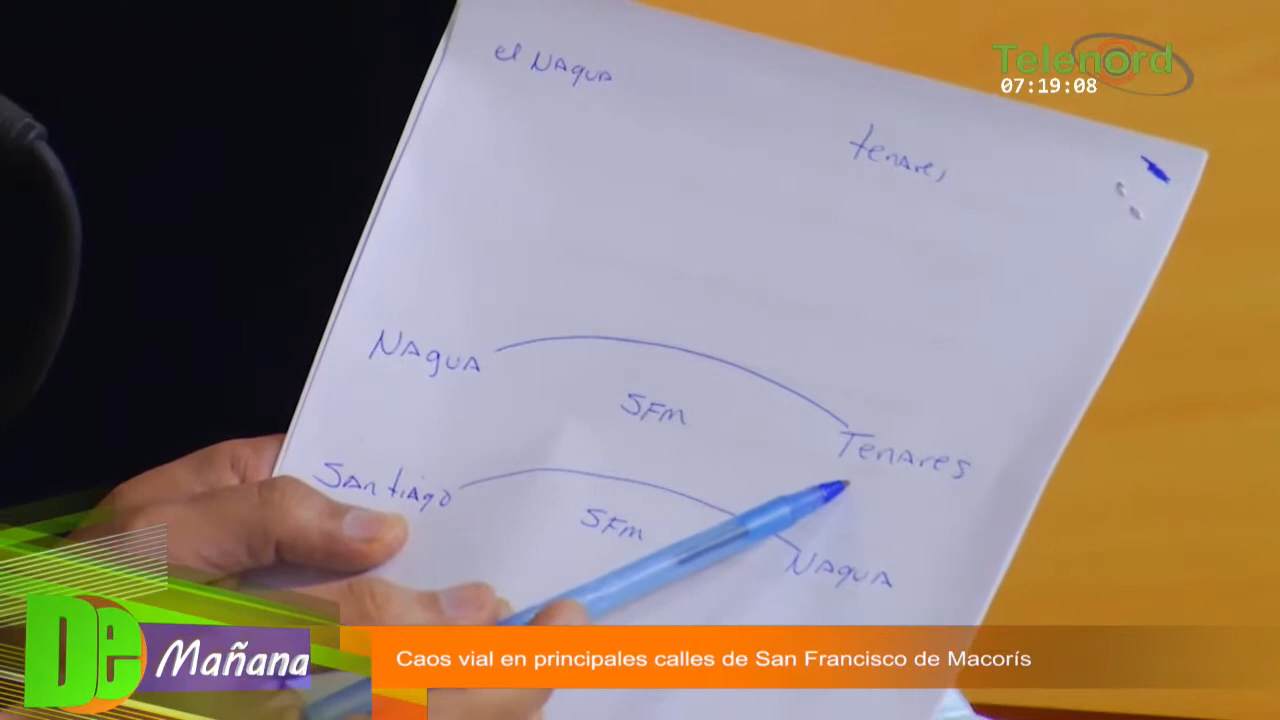 el NAGUA
Telenord
07:19:08
tenares
NAGUA
SFM
Tenares
SAntiAgo
SFM
NAGUA
De Mañana
Caos vial en principales calles de San Francisco de Macorís